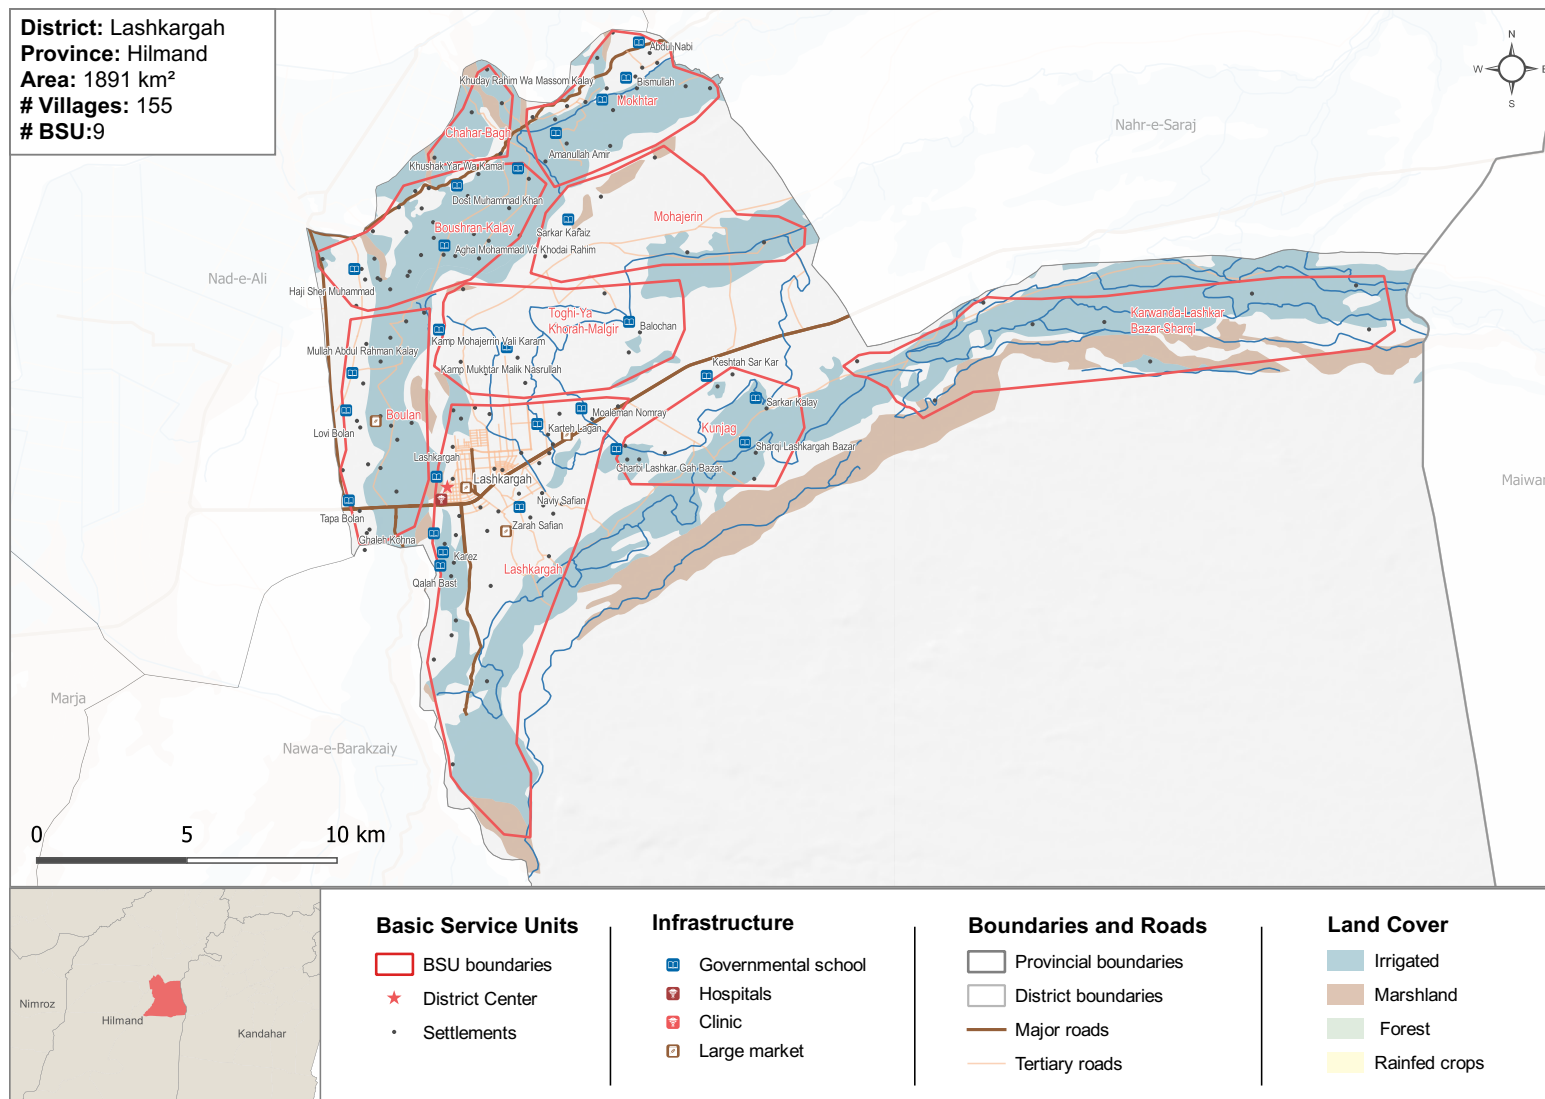 District: Lashkargah
Province: Hilmand
Area: 1891 km²
# Villages: 155
# BSU:9
N
W
E
S
Abdul Nabi
Khuday Rahim Wa Massom Kalay
Bismullah
Mokhtar
Nahr-e-Saraj
Chahar-Bagh
Amanullah Amir
Khushak Yar Wa Kamal
Dost Muhammad Khan
Mohajerin
Boushran-Kalay
Sarkar Karaiz
Agha Mohammad Va Khodai Rahim
Nad-e-Ali
Haji Sher Muhammad
Toghi-Ya
Khorah-Malgir
Karwanda-Lashkar
Bazar-Sharqi
Balochan
Kamp Mohajerin Vali Karam
Mullah Abdul Rahman Kalay
Keshtah Sar Kar
Kamp Mukhtar Malik Nasrullah
Sarkar Kalay
Boulan
Moaleman Nomray
Lovi Bolan
Karteh Lagan
Kunjag
Sharqi Lashkargah Bazar
Lashkargah
Gharbi Lashkar Gah-Bazar
Lashkargah
Maiwan
Naviy Safian
Tapa Bolan
Zarah Safian
Ghaleh Kohna
Karez
Lashkargah
Qalah Bast
Marja
Nawa-e-Barakzaiy
0 5 10 km
Nimroz
Hilmand
Kandahar
Basic Service Units
BSU boundaries
District Center
Settlements
Infrastructure
Governmental school
Hospitals
Clinic
Large market
Boundaries and Roads
Provincial boundaries
District boundaries
Major roads
Tertiary roads
Land Cover
Irrigated
Marshland
Forest
Rainfed crops